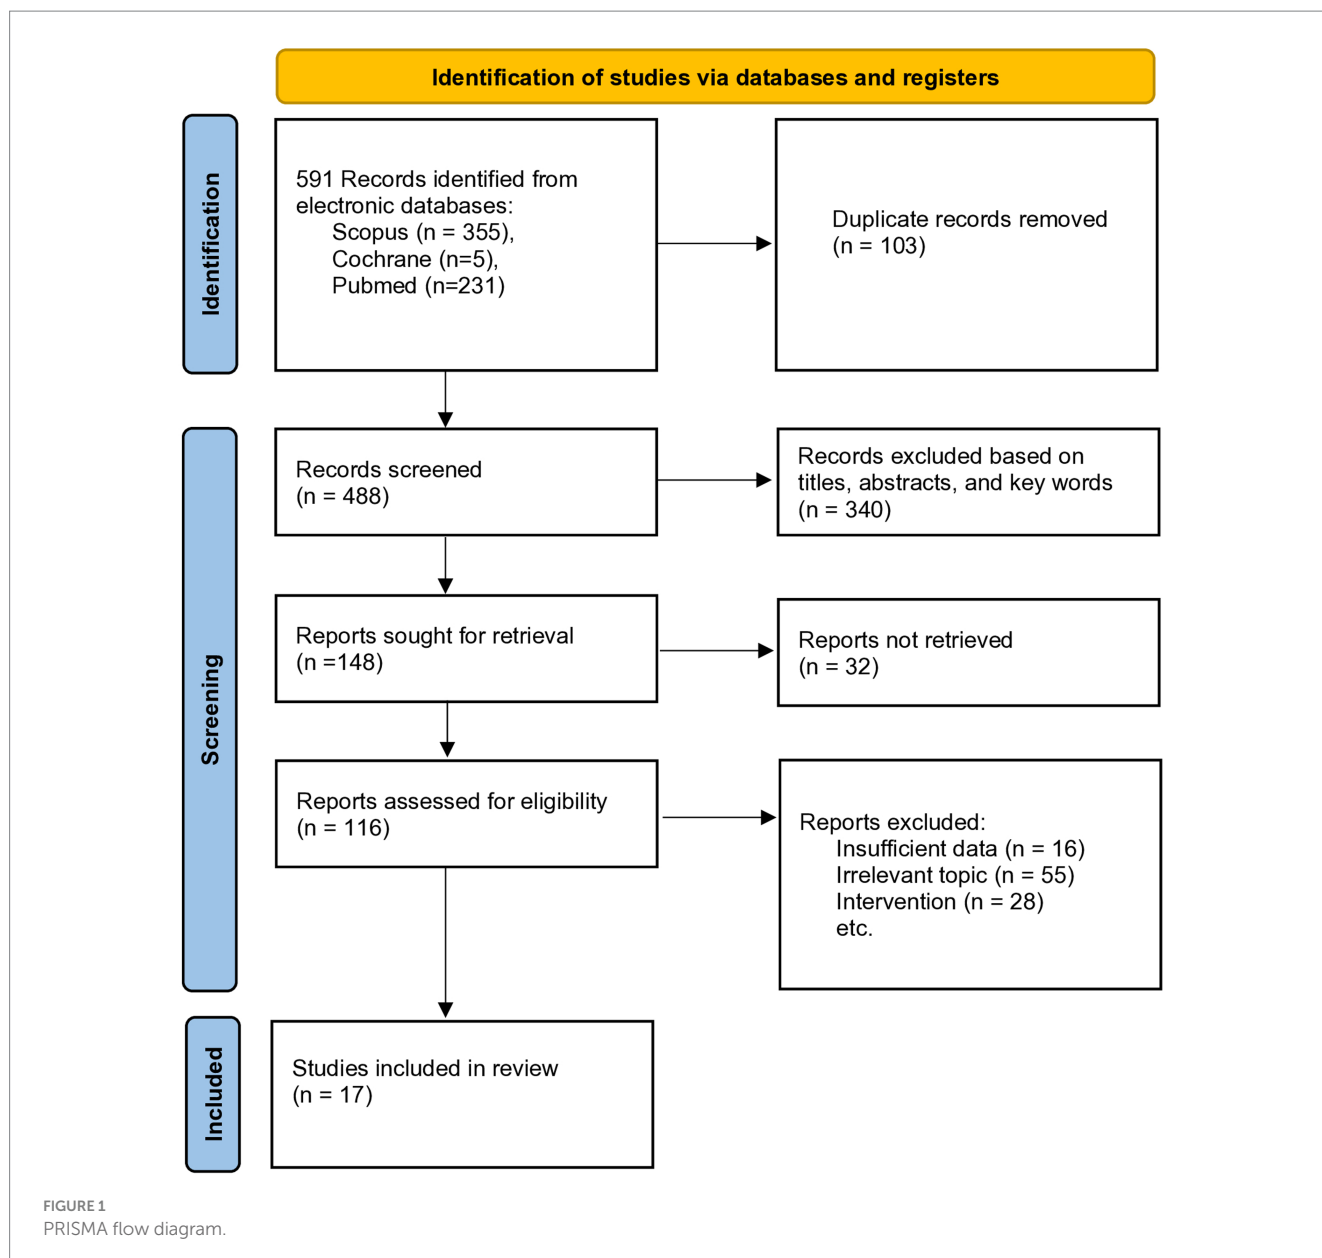 Identification of studies via databases and registers
Identification
591 Records identified from
electronic databases:
Scopus (n = 355),
Cochrane (n=5),
Pubmed (n=231)
Duplicate records removed
(n = 103)
Screening
Records screened
(n = 488)
Records excluded based on
titles, abstracts, and key words
(n = 340)
Reports sought for retrieval
(n =148)
Reports not retrieved
(n = 32)
Reports assessed for eligibility
(n = 116)
Reports excluded:
Insufficient data (n = 16)
Irrelevant topic (n = 55)
Intervention (n = 28)
etc.
Included
Studies included in review
(n = 17)
FIGURE 1
PRISMA flow diagram.